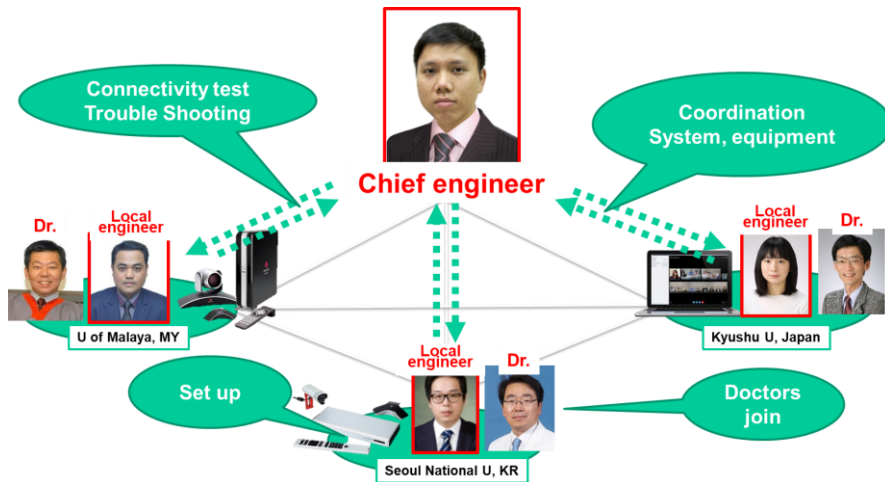 Connectivity test
Trouble Shooting
Coordination
System, equipment
Chief engineer
Dr.
Local
engineer
Local
engineer
Dr.
U of Malaya, MY
Kyushu U, Japan
Local
engineer
Dr.
Set up
Doctors
join
Seoul National U, KR